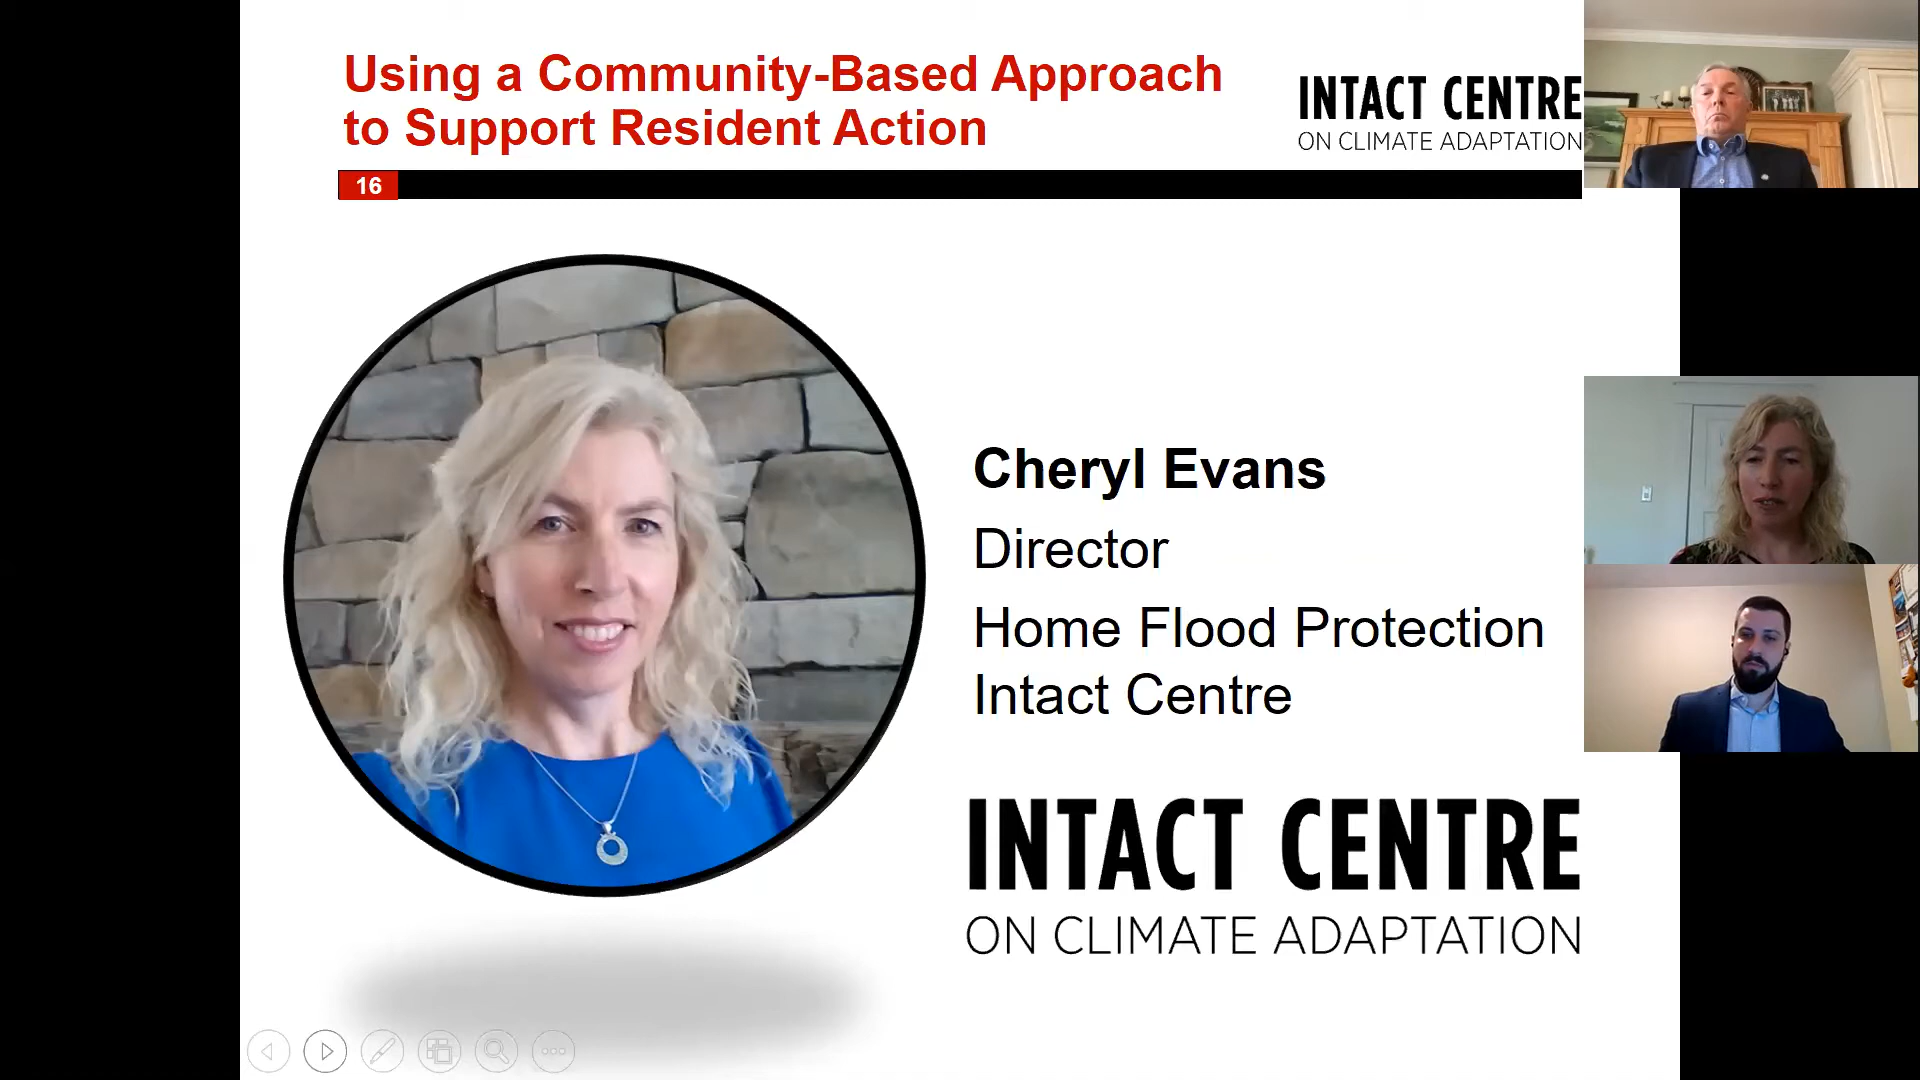 Using a Community-Based Approach
to Support Resident Action
INTACT CENTRE
ON CLIMATE ADAPTATION
16
Cheryl Evans
Director
Home Flood Protection
Intact Centre
INTACT CENTRE
ON CLIMATE ADAPTATION